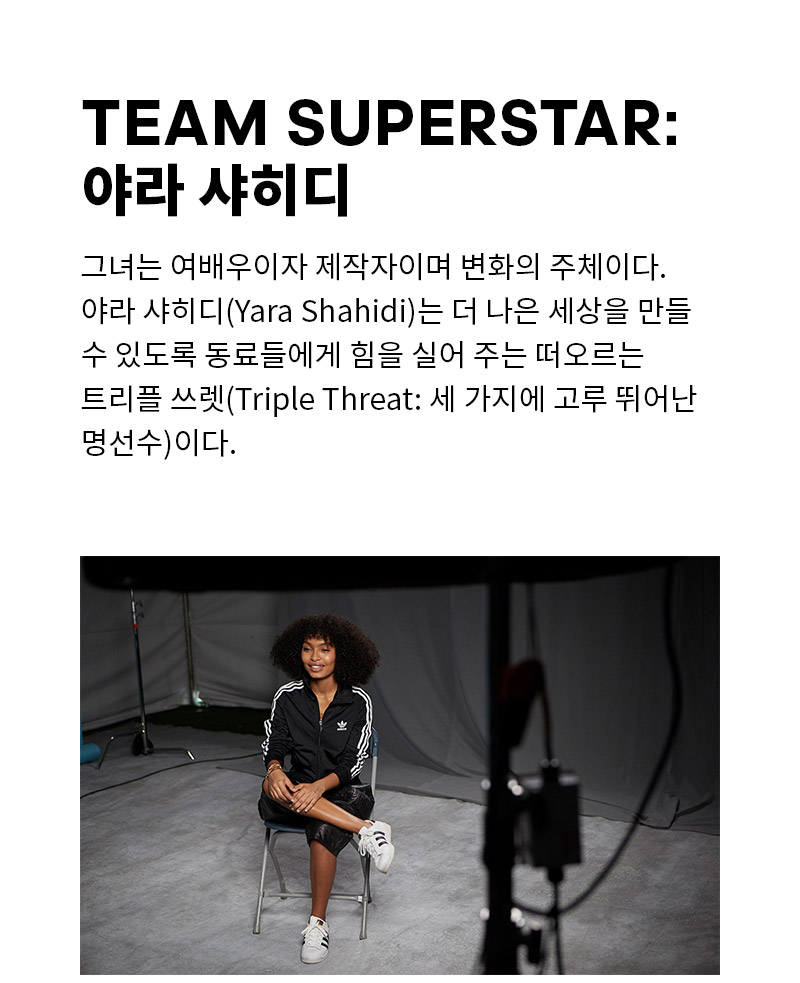 TEAM SUPERSTAR:
야라 샤히디
그녀는 여배우이자 제작자이며 변화의 주체이다.
야라 샤히디(Yara Shahidi)는 더 나은 세상을 만들
수 있도록 동료들에게 힘을 실어 주는 떠오르는
트리플 쓰렛(Triple Threat: 세 가지에 고루 뛰어난
명선수)이다.
adidas